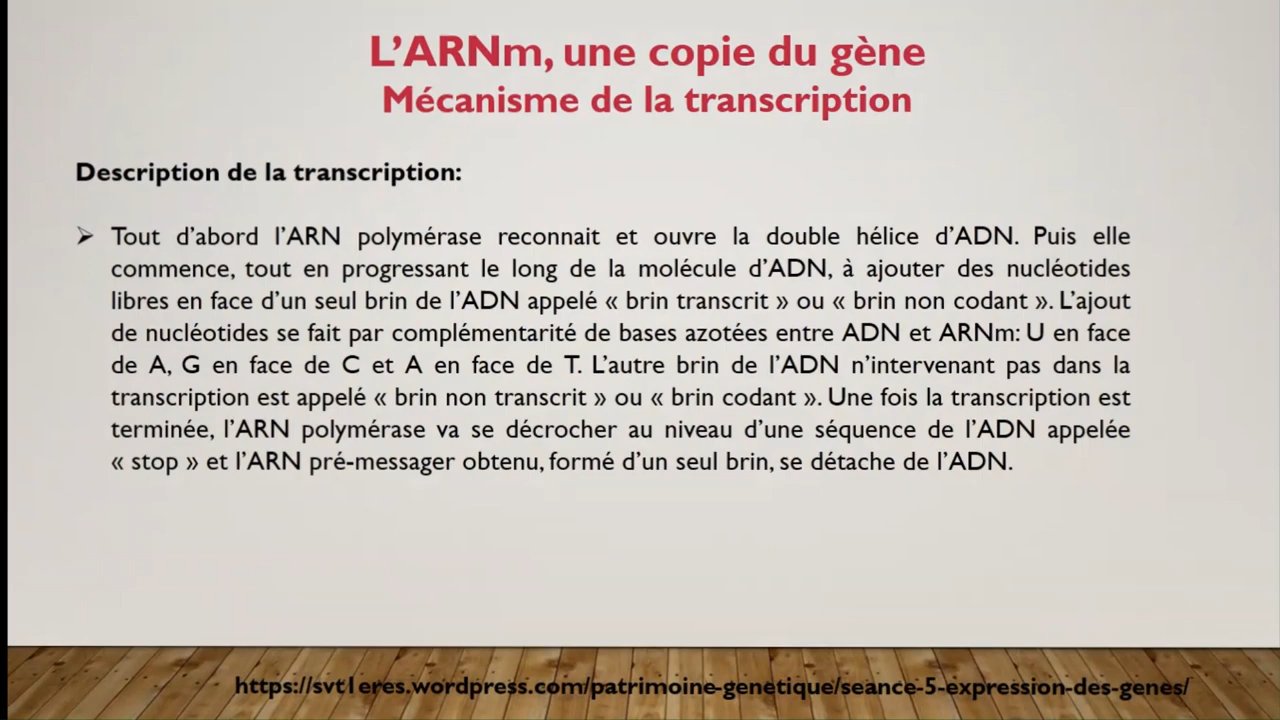 L’ARNm, une copie du gène
Mécanisme de la transcription
Description de la transcription:
➢ Tout d’abord l’ARN polymérase reconnait et ouvre la double hélice d’ADN. Puis elle
commence, tout en progressant le long de la molécule d’ADN, à ajouter des nucléotides
libres en face d’un seul brin de l’ADN appelé « brin transcrit » ou « brin non codant ». L’ajout
de nucléotides se fait par complémentarité de bases azotées entre ADN et ARNm: U en face
de A, G en face de C et A en face de T. L’autre brin de l’ADN n’intervenant pas dans la
transcription est appelé « brin non transcrit » ou « brin codant ». Une fois la transcription est
terminée, l’ARN polymérase va se décrocher au niveau d’une séquence de l’ADN appelée
« stop » et l’ARN pré-messager obtenu, formé d’un seul brin, se détache de l’ADN.
https://svt1eres.wordpress.com/patrimoine-genetique/seance-5-expression-des-genes/